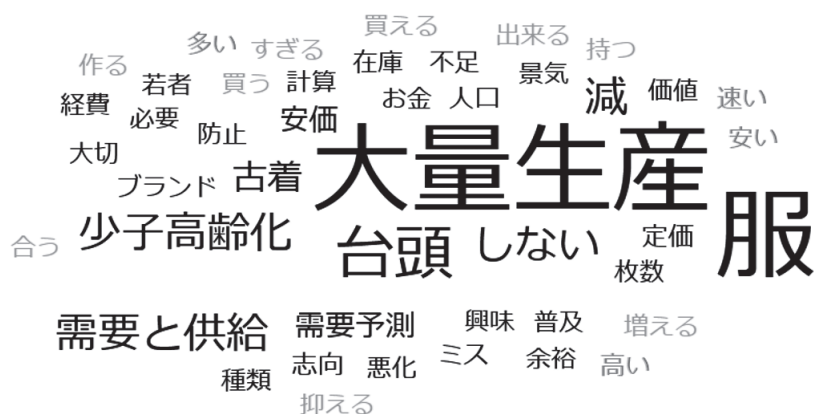 買える
多い すぎる 出来る 持つ
作る 若者 買う 計算 在庫 不足 景気
経費 必要 防止 安価 お金 人口 減 価値 速い
大切 安い
ブランド 古着 大量生産
合う 少子高齢化 台頭 しない 定価 服
枚数
需要と供給 需要予測 興味 普及 増える
種類 志向 悪化 ミス 余裕 高い
抑える